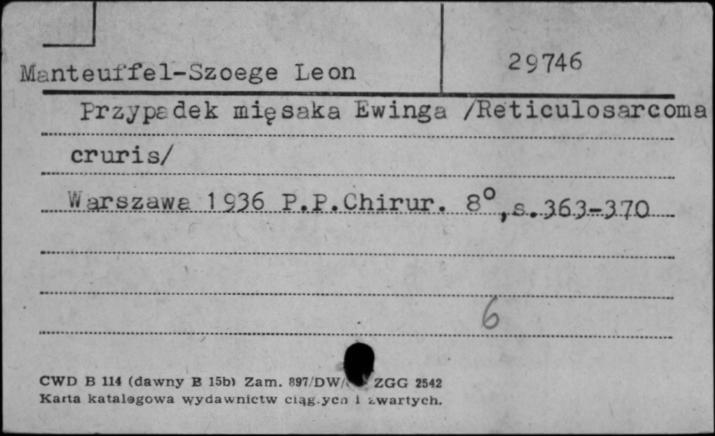 Manteuffel-Szoege Leon
29746
Przypadek mięsaka Ewinga /Reticulosarcoma
cruris/
Warszawa 1936 P.P.Chirur. 8°,s.363-370
6
CWD B 114 (dawny B 15b) Zam. 897/DW/ ZGG 2542
Karta katalogowa wydawnictw ciągłych i zwartych.